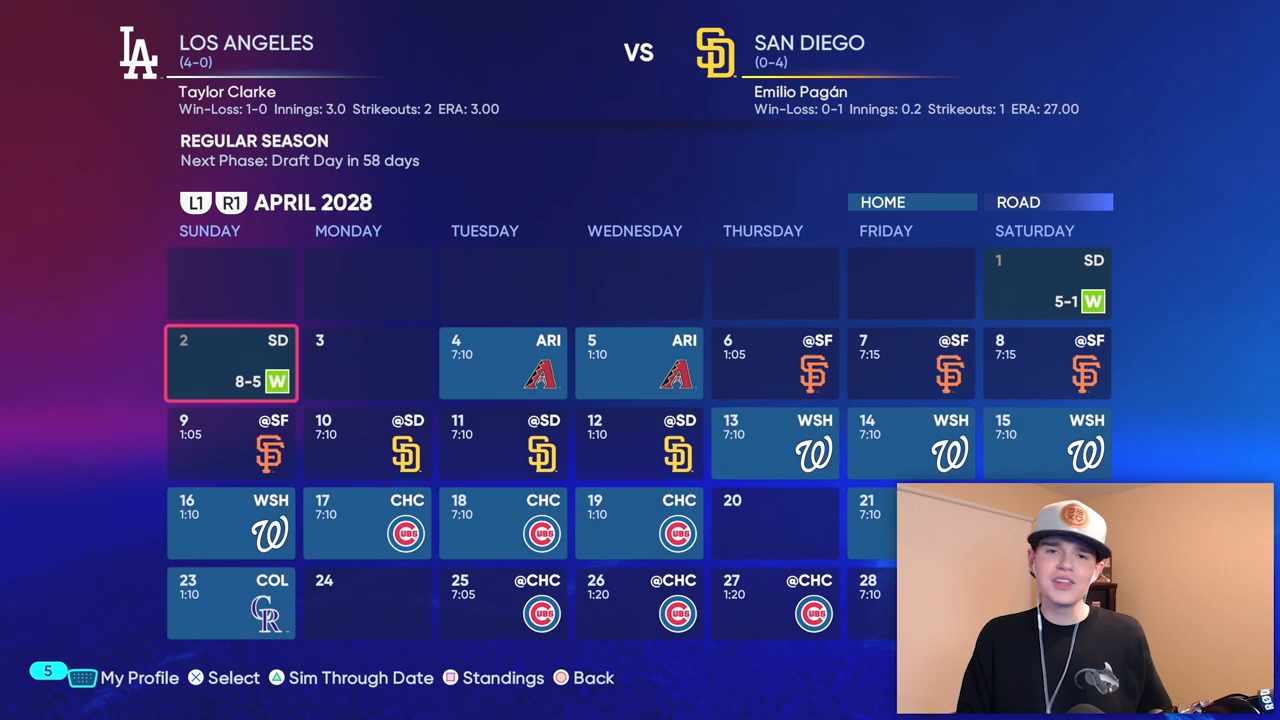 LOS ANGELES
(4-0)
VS
SAN DIEGO
(0-4)
Taylor Clarke
Win-Loss: 1-0 Innings: 3.0 Strikeouts: 2 ERA: 3.00
Emilio Pagán
Win-Loss: 0-1 Innings: 0.2 Strikeouts: 1 ERA: 27.00
REGULAR SEASON
Next Phase: Draft Day in 58 days
L1 R1 APRIL 2028
HOME ROAD
SUNDAY MONDAY TUESDAY WEDNESDAY THURSDAY FRIDAY SATURDAY
1 SD
5-1 W
2 SD 3 4 ARI 5 ARI 6 @SF 7 @SF 8 @SF
7:10 1:10 1:05 7:15 7:15
8-5 W
9 @SF 10 @SD 11 @SD 12 @SD 13 WSH 14 WSH 15 WSH
1:05 7:10 7:10 1:10 7:10 7:10 7:10
16 WSH 17 CHC 18 CHC 19 CHC 20 21
1:10 7:10 7:10 1:10 7:10
CUBS CUBS CUBS
23 COL 24 25 @CHC 26 @CHC 27 @CHC 28
1:10 7:05 1:20 1:20 7:10
CR CUBS CUBS CUBS
5 My Profile Select Sim Through Date Standings Back